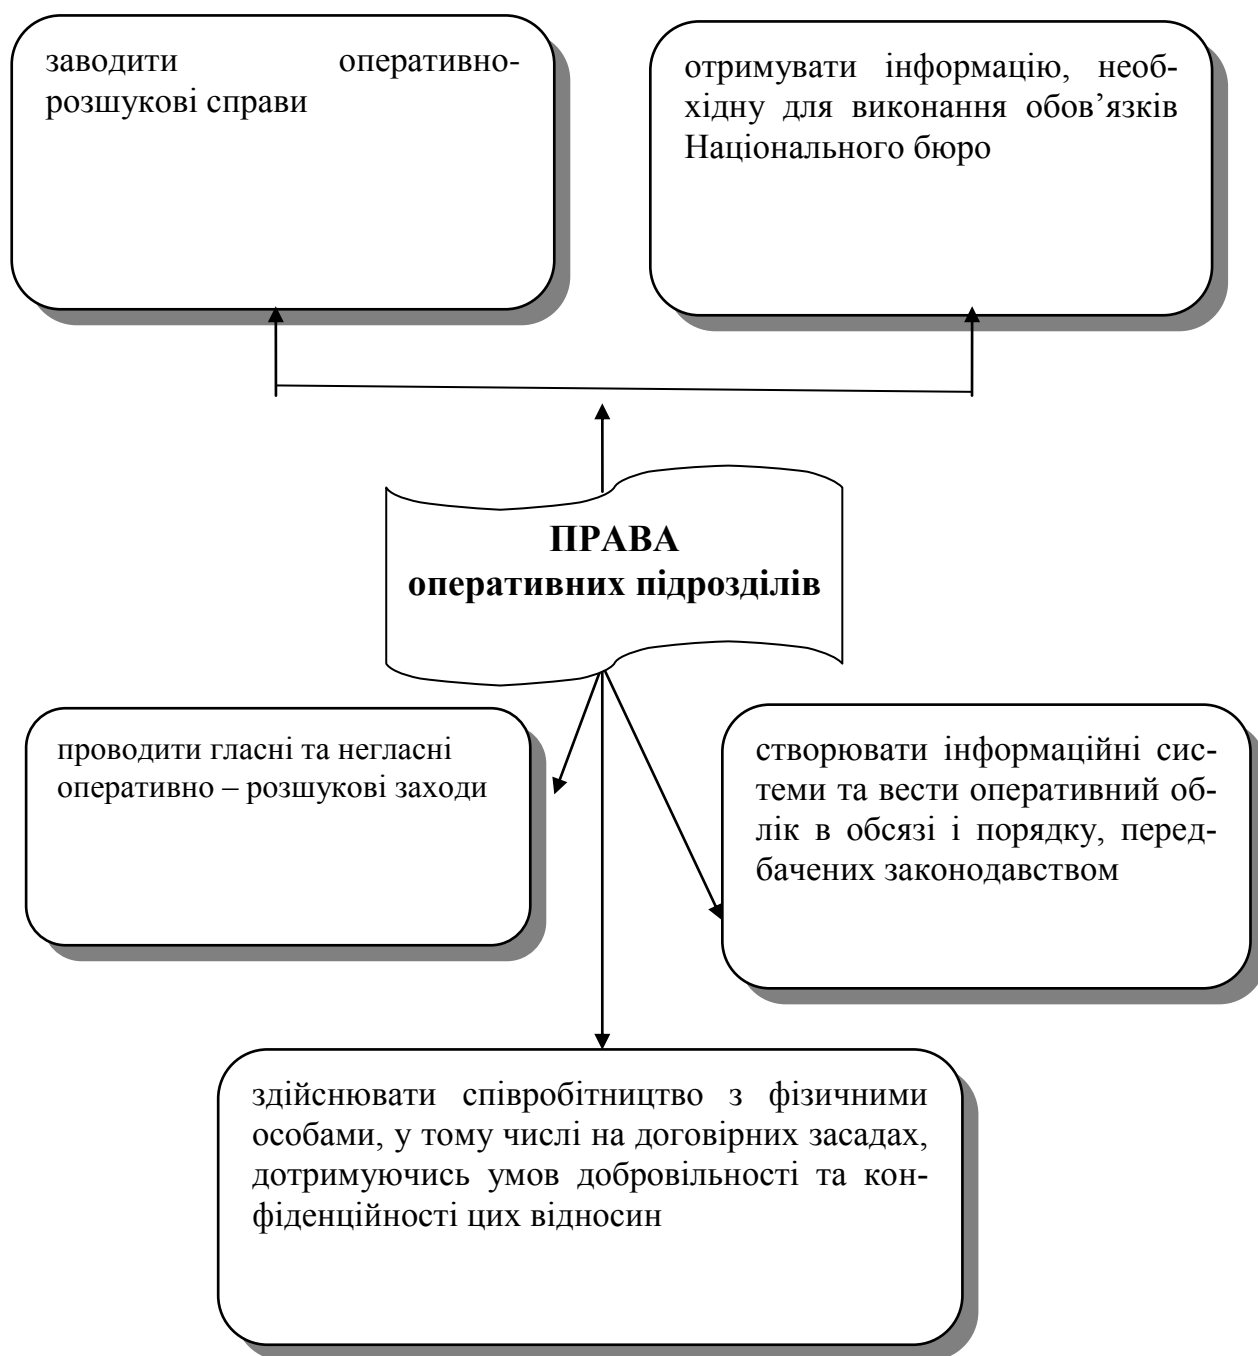 заводити оперативно-
розшукові справи
отримувати інформацію, необ-
хідну для виконання обов’язків
Національного бюро
ПРАВА
оперативних підрозділів
проводити гласні та негласні
оперативно – розшукові заходи
створювати інформаційні сис-
теми та вести оперативний об-
лік в обсязі і порядку, перед-
бачених законодавством
здійснювати співробітництво з фізичними
особами, у тому числі на договірних засадах,
дотримуючись умов добровільності та кон-
фіденційності цих відносин